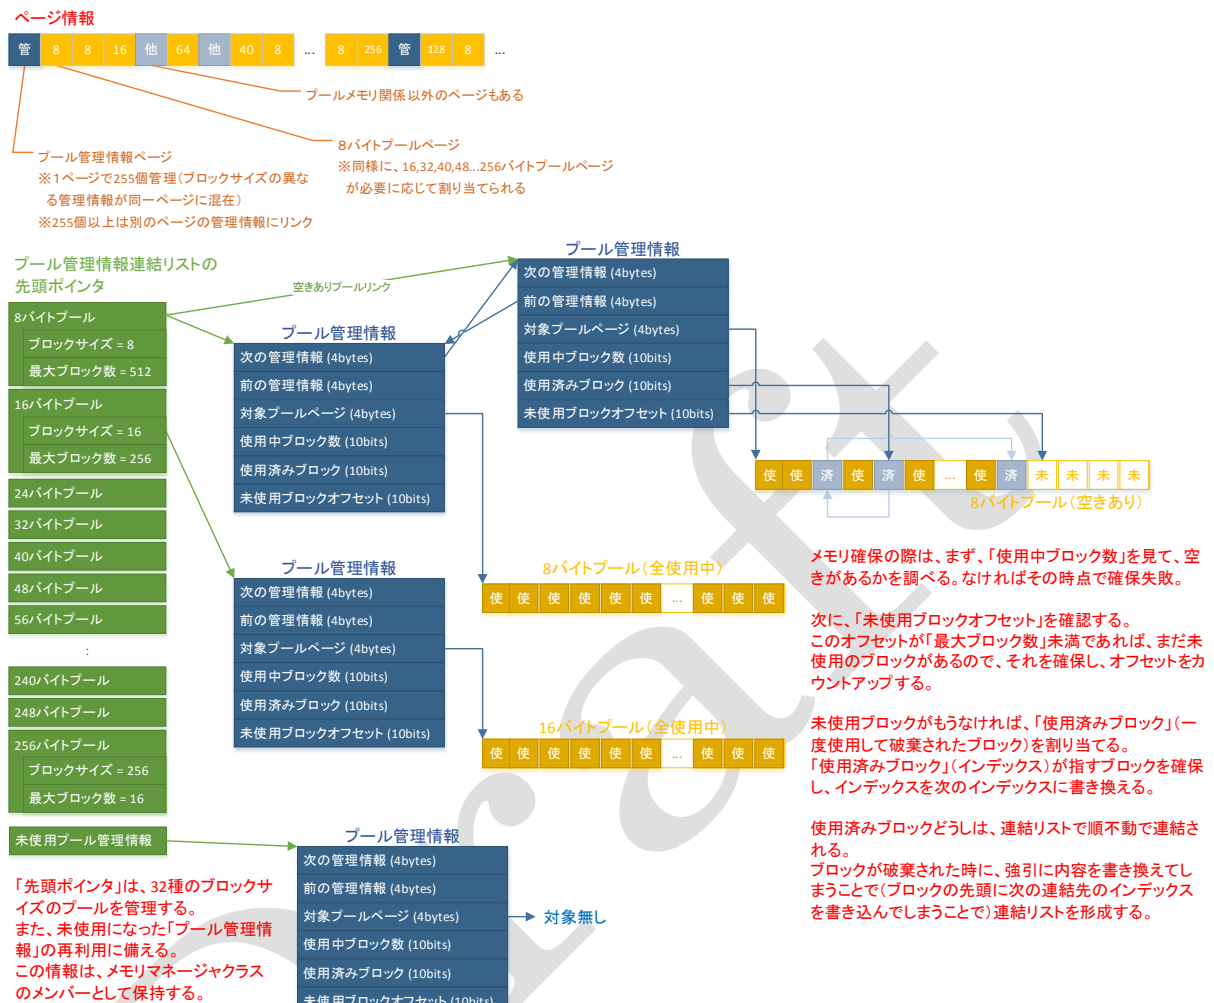 ページ情報
管 8 8 16 他 64 他 40 8 ... 8 256 管 128 8 ...
プールメモリ関係以外のページもある
8バイトプールページ
※同様に、16,32,40,48...256バイトプールページ
が必要に応じて割り当てられる
プール管理情報ページ
※1ページで255個管理(ブロックサイズの異な
る管理情報が同一ページに混在)
※255個以上は別のページの管理情報にリンク
プール管理情報連結リストの
先頭ポインタ
8バイトプール
ブロックサイズ = 8
最大ブロック数 = 512
16バイトプール
ブロックサイズ = 16
最大ブロック数 = 256
24バイトプール
32バイトプール
40バイトプール
48バイトプール
56バイトプール
:
240バイトプール
248バイトプール
256バイトプール
ブロックサイズ = 256
最大ブロック数 = 16
未使用プール管理情報
空きありプールリンク
プール管理情報
次の管理情報 (4bytes)
前の管理情報 (4bytes)
対象プールページ (4bytes)
使用中ブロック数 (10bits)
使用済みブロック (10bits)
未使用ブロックオフセット (10bits)
プール管理情報
次の管理情報 (4bytes)
前の管理情報 (4bytes)
対象プールページ (4bytes)
使用中ブロック数 (10bits)
使用済みブロック (10bits)
未使用ブロックオフセット (10bits)
使 使 済 使 済 使 ... 使 済 未 未 未 未
8バイトプール(空きあり)
8バイトプール(全使用中)
使 使 使 使 使 使 ... 使 使 使
プール管理情報
次の管理情報 (4bytes)
前の管理情報 (4bytes)
対象プールページ (4bytes)
使用中ブロック数 (10bits)
使用済みブロック (10bits)
未使用ブロックオフセット (10bits)
16バイトプール(全使用中)
使 使 使 使 使 使 ... 使 使 使
プール管理情報
次の管理情報 (4bytes)
前の管理情報 (4bytes)
対象プールページ (4bytes)
使用中ブロック数 (10bits)
使用済みブロック (10bits)
未使用ブロックオフセット (10bits)
対象無し
「先頭ポインタ」は、32種のブロックサ
イズのプールを管理する。
また、未使用になった「プール管理情
報」の再利用に備える。
この情報は、メモリマネージャクラス
のメンバーとして保持する。
メモリ確保の際は、まず、「使用中ブロック数」を見て、空
きがあるかを調べる。なければその時点で確保失敗。
次に、「未使用ブロックオフセット」を確認する。
このオフセットが「最大ブロック数」未満であれば、まだ未
使用のブロックがあるので、それを確保し、オフセットをカ
ウントアップする。
未使用ブロックがもうなければ、「使用済みブロック」(一
度使用して破棄されたブロック)を割り当てる。
「使用済みブロック」(インデックス)が指すブロックを確保
し、インデックスを次のインデックスに書き換える。
使用済みブロックどうしは、連結リストで順不動で連結さ
れる。
ブロックが破棄された時に、強引に内容を書き換えてし
まうことで(ブロックの先頭に次の連結先のインデックス
を書き込んでしまうことで)連結リストを形成する。